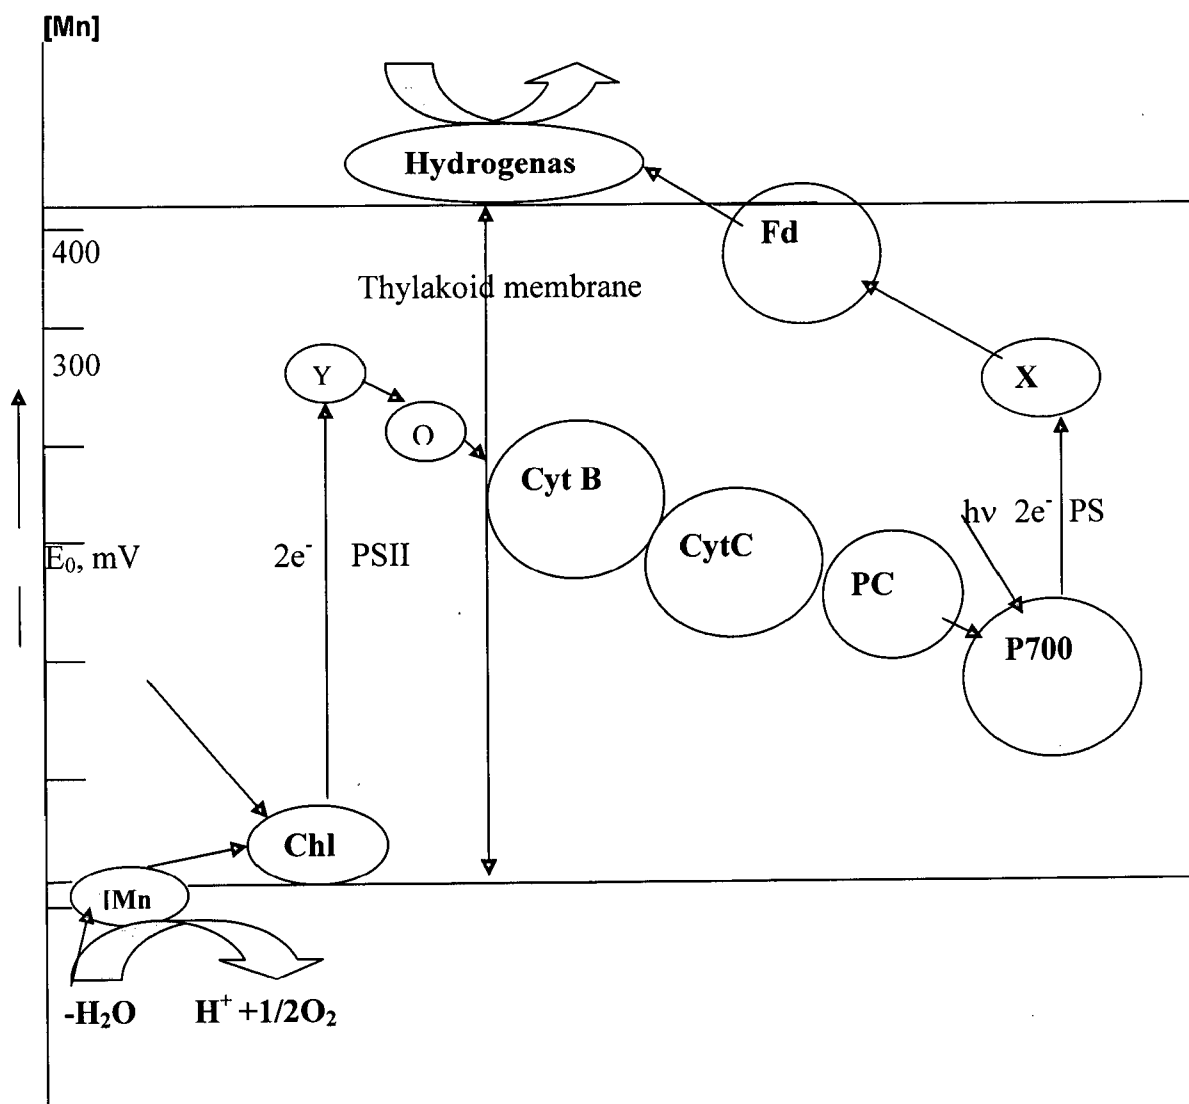 [Mn]
Hydrogenas
Fd
400
Thylakoid membrane
300
Y
X
Q
Cyt B
hν 2e⁻ PS
CytC
E₀, mV
2e⁻ PSII
PC
P700
Chl
[Mn
-H₂O H⁺ +1/2O₂